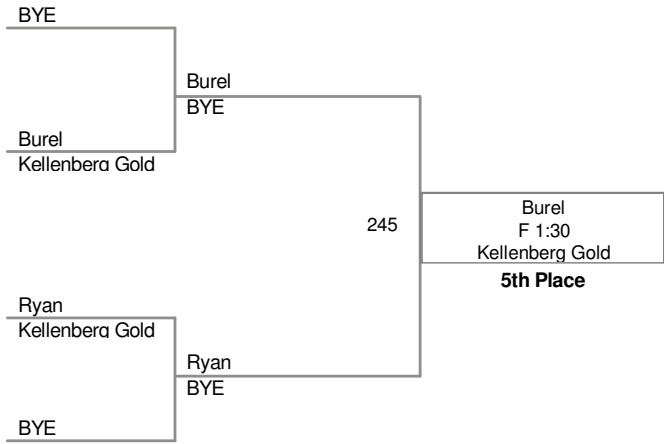 BYE
Burel
BYE
Burel
Kellenberg Gold
245
Burel
F 1:30
Kellenberg Gold
5th Place
Ryan
Kellenberg Gold
Ryan
BYE
BYE